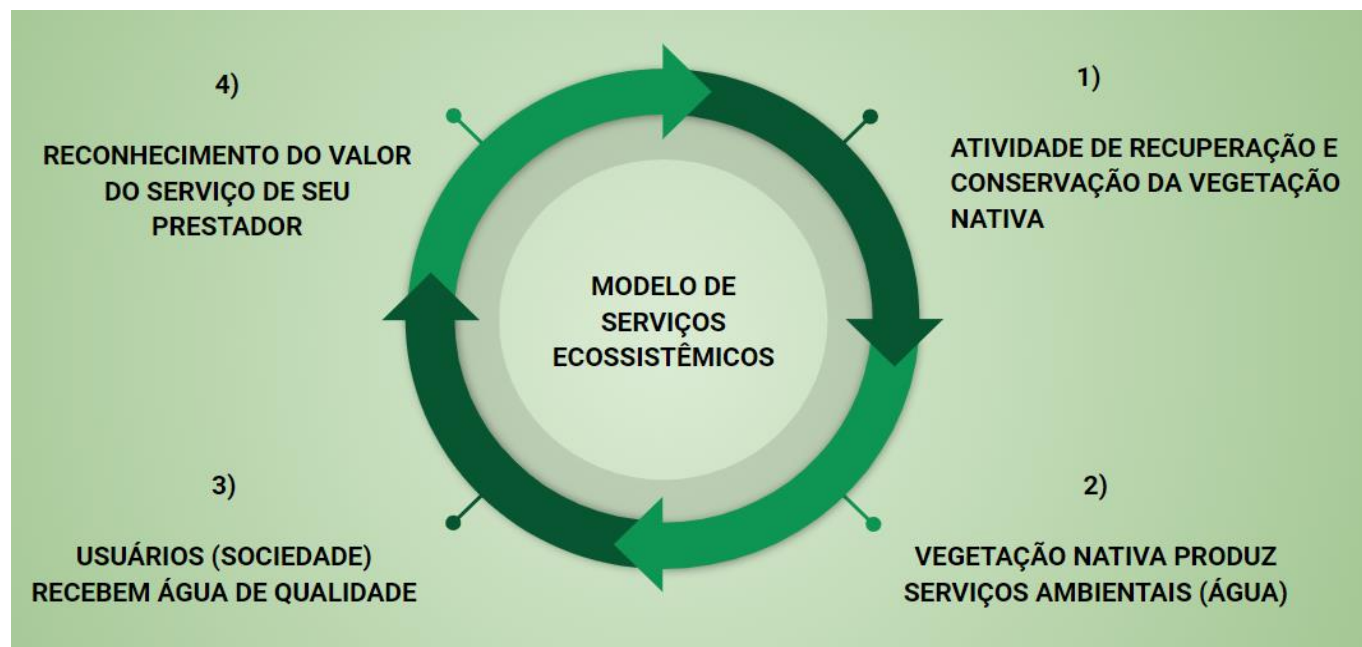 1)
ATIVIDADE DE RECUPERAÇÃO E
CONSERVAÇÃO DA VEGETAÇÃO
NATIVA
2)
VEGETAÇÃO NATIVA PRODUZ
SERVIÇOS AMBIENTAIS (ÁGUA)
3)
USUÁRIOS (SOCIEDADE)
RECEBEM ÁGUA DE QUALIDADE
4)
RECONHECIMENTO DO VALOR
DO SERVIÇO DE SEU
PRESTADOR
MODELO DE
SERVIÇOS
ECOSSISTÊMICOS